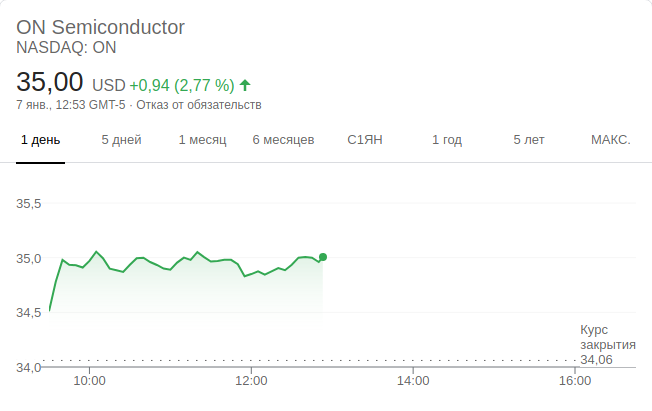 ON Semiconductor
NASDAQ: ON
35,00 USD +0,94 (2,77 %)
7 янв., 12:53 GMT-5 · Отказ от обязательств
1 день 5 дней 1 месяц 6 месяцев С1ЯН 1 год 5 лет МАКС.
35,5
35,0
34,5
Курс
закрытия
34,06
34,0
10:00 12:00 14:00 16:00